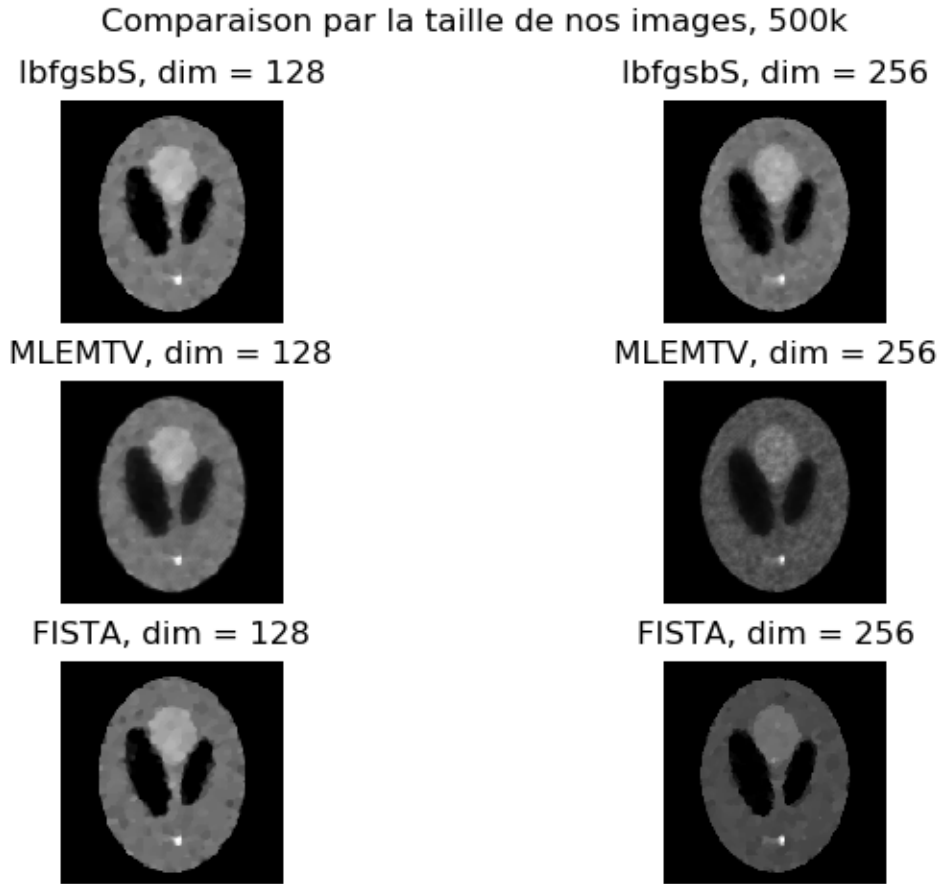 Comparaison par la taille de nos images, 500k
lbfgsbS, dim = 128
lbfgsbS, dim = 256
MLEMTV, dim = 128
MLEMTV, dim = 256
FISTA, dim = 128
FISTA, dim = 256